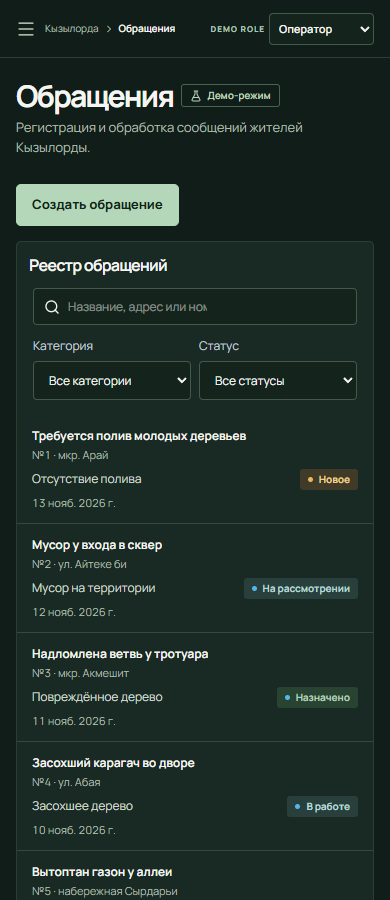 Кызылорда > Обращения DEMO ROLE Оператор
Обращения Демо-режим
Регистрация и обработка сообщений жителей
Кызылорды.
Создать обращение
Реестр обращений
Название, адрес или ном
Категория Статус
Все категории Все статусы
Требуется полив молодых деревьев
№1 · мкр. Арай
Отсутствие полива Новое
13 нояб. 2026 г.
Мусор у входа в сквер
№2 · ул. Айтеке би
Мусор на территории На рассмотрении
12 нояб. 2026 г.
Надломлена ветвь у тротуара
№3 · мкр. Акмешит
Повреждённое дерево Назначено
11 нояб. 2026 г.
Засохший карагач во дворе
№4 · ул. Абая
Засохшее дерево В работе
10 нояб. 2026 г.
Вытоптан газон у аллеи
№5 · набережная Сырдарьи